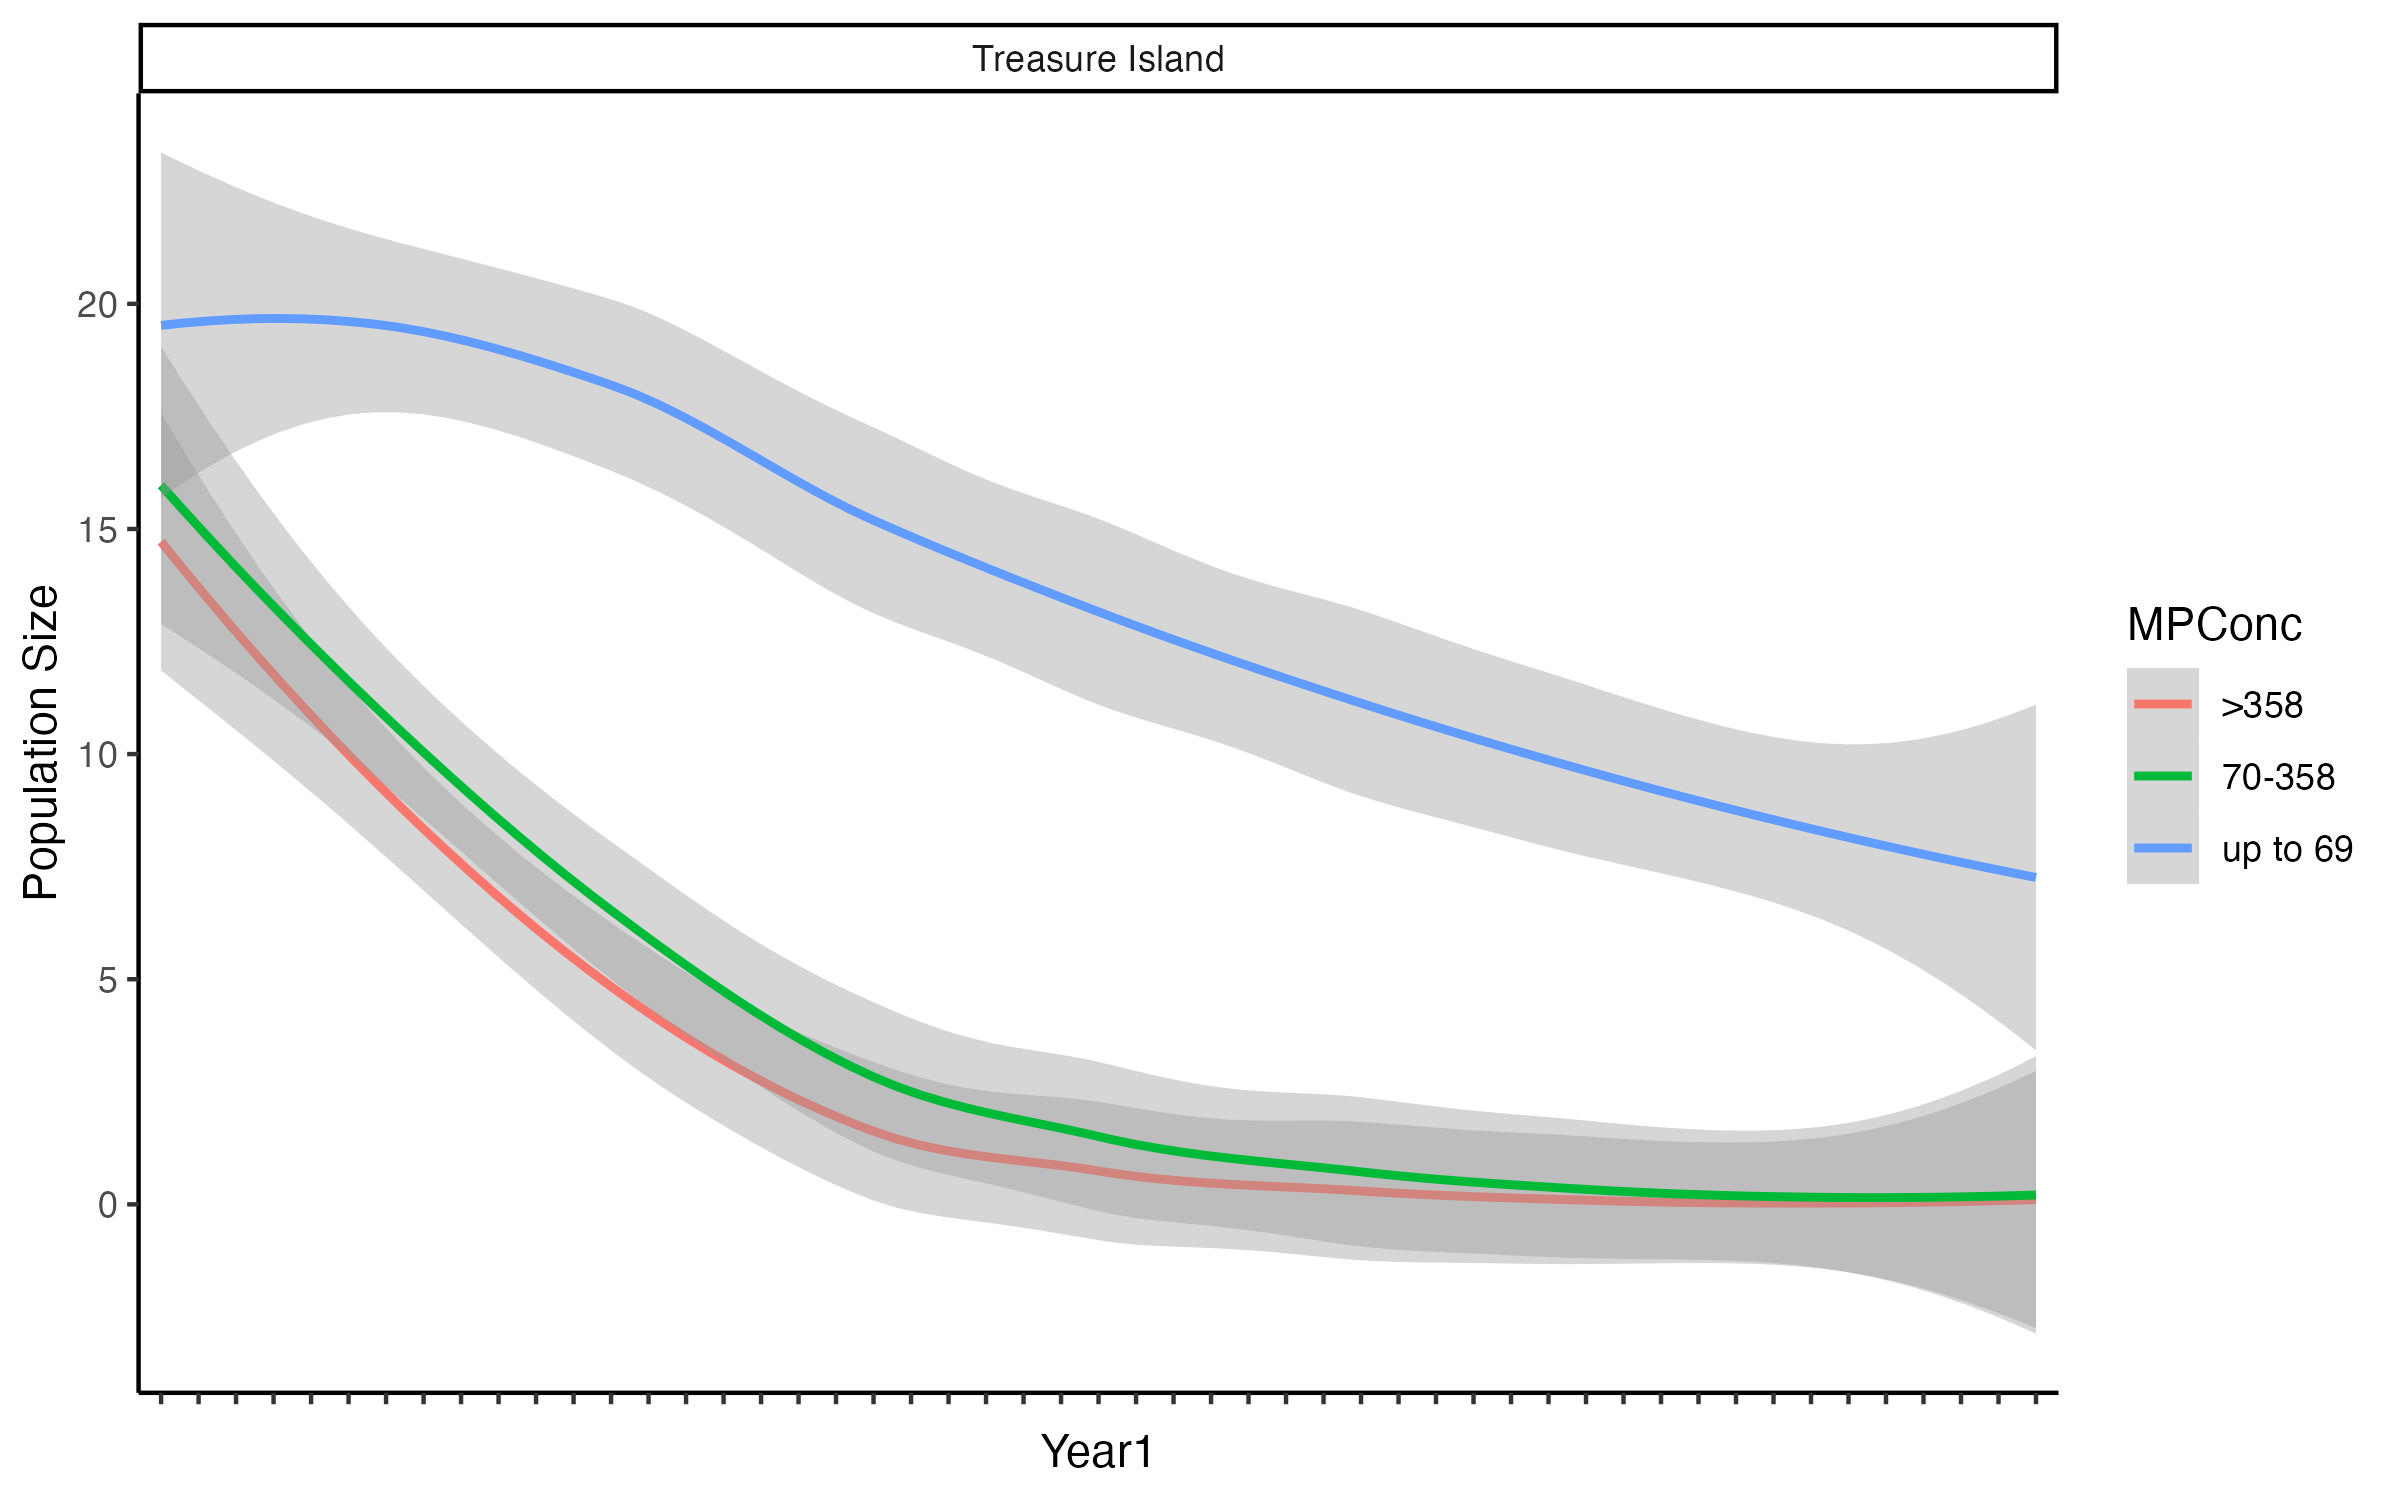 Treasure Island
20
15
10
5
0
Population Size
Year1
MPConc
>358
70-358
up to 69